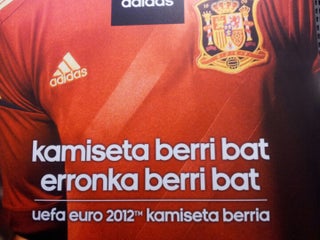 adidas
adidas
kamiseta berri bat
erronka berri bat
uefa euro 2012™ kamiseta berria